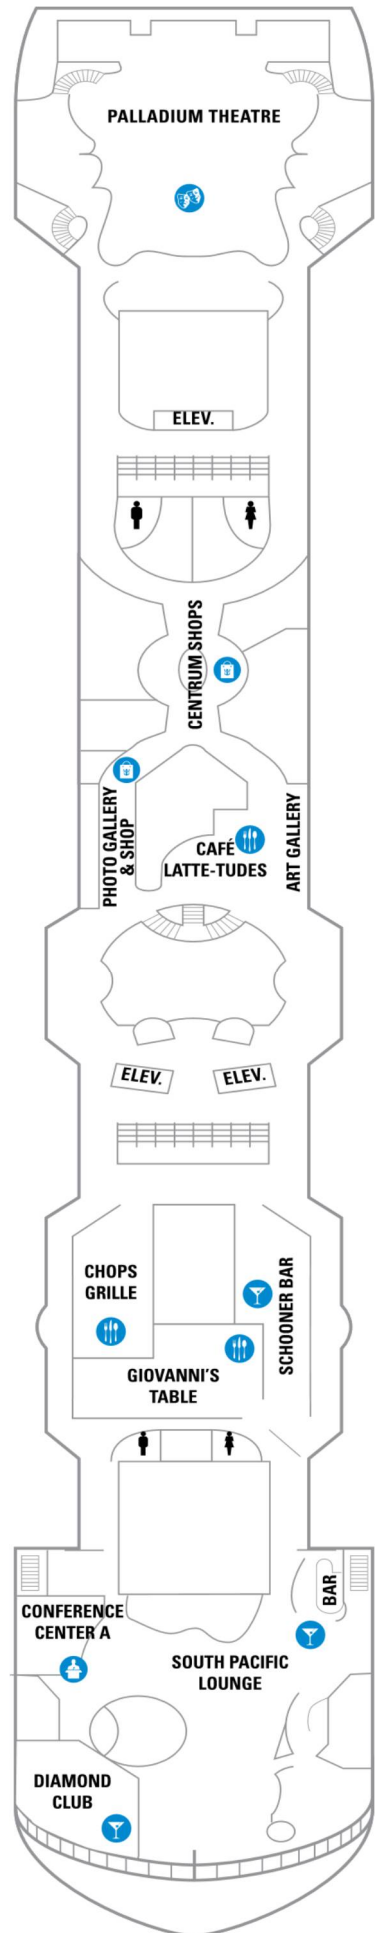 PALLADIUM THEATRE
ELEV.
CENTRUM SHOPS
PHOTO GALLERY
& SHOP
CAFÉ
LATTE-TUDES
ART GALLERY
ELEV.
ELEV.
CHOPS
GRILLE
SCHOONER BAR
GIOVANNI'S
TABLE
BAR
CONFERENCE
CENTER A
SOUTH PACIFIC
LOUNGE
DIAMOND
CLUB